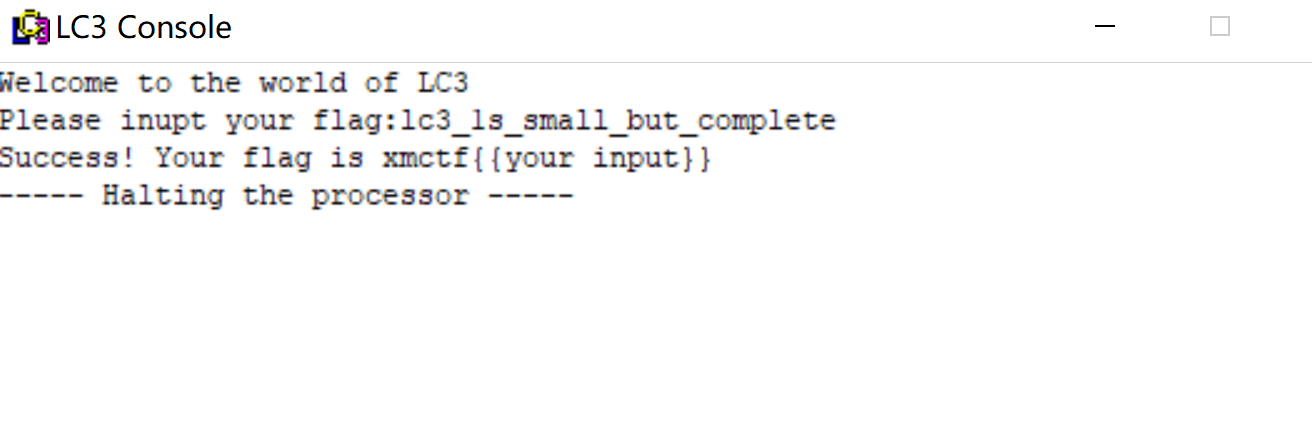 LC3 Console
Welcome to the world of LC3
Please inupt your flag:lc3_1s_small_but_complete
Success! Your flag is xmctf{{your input}}
----- Halting the processor -----